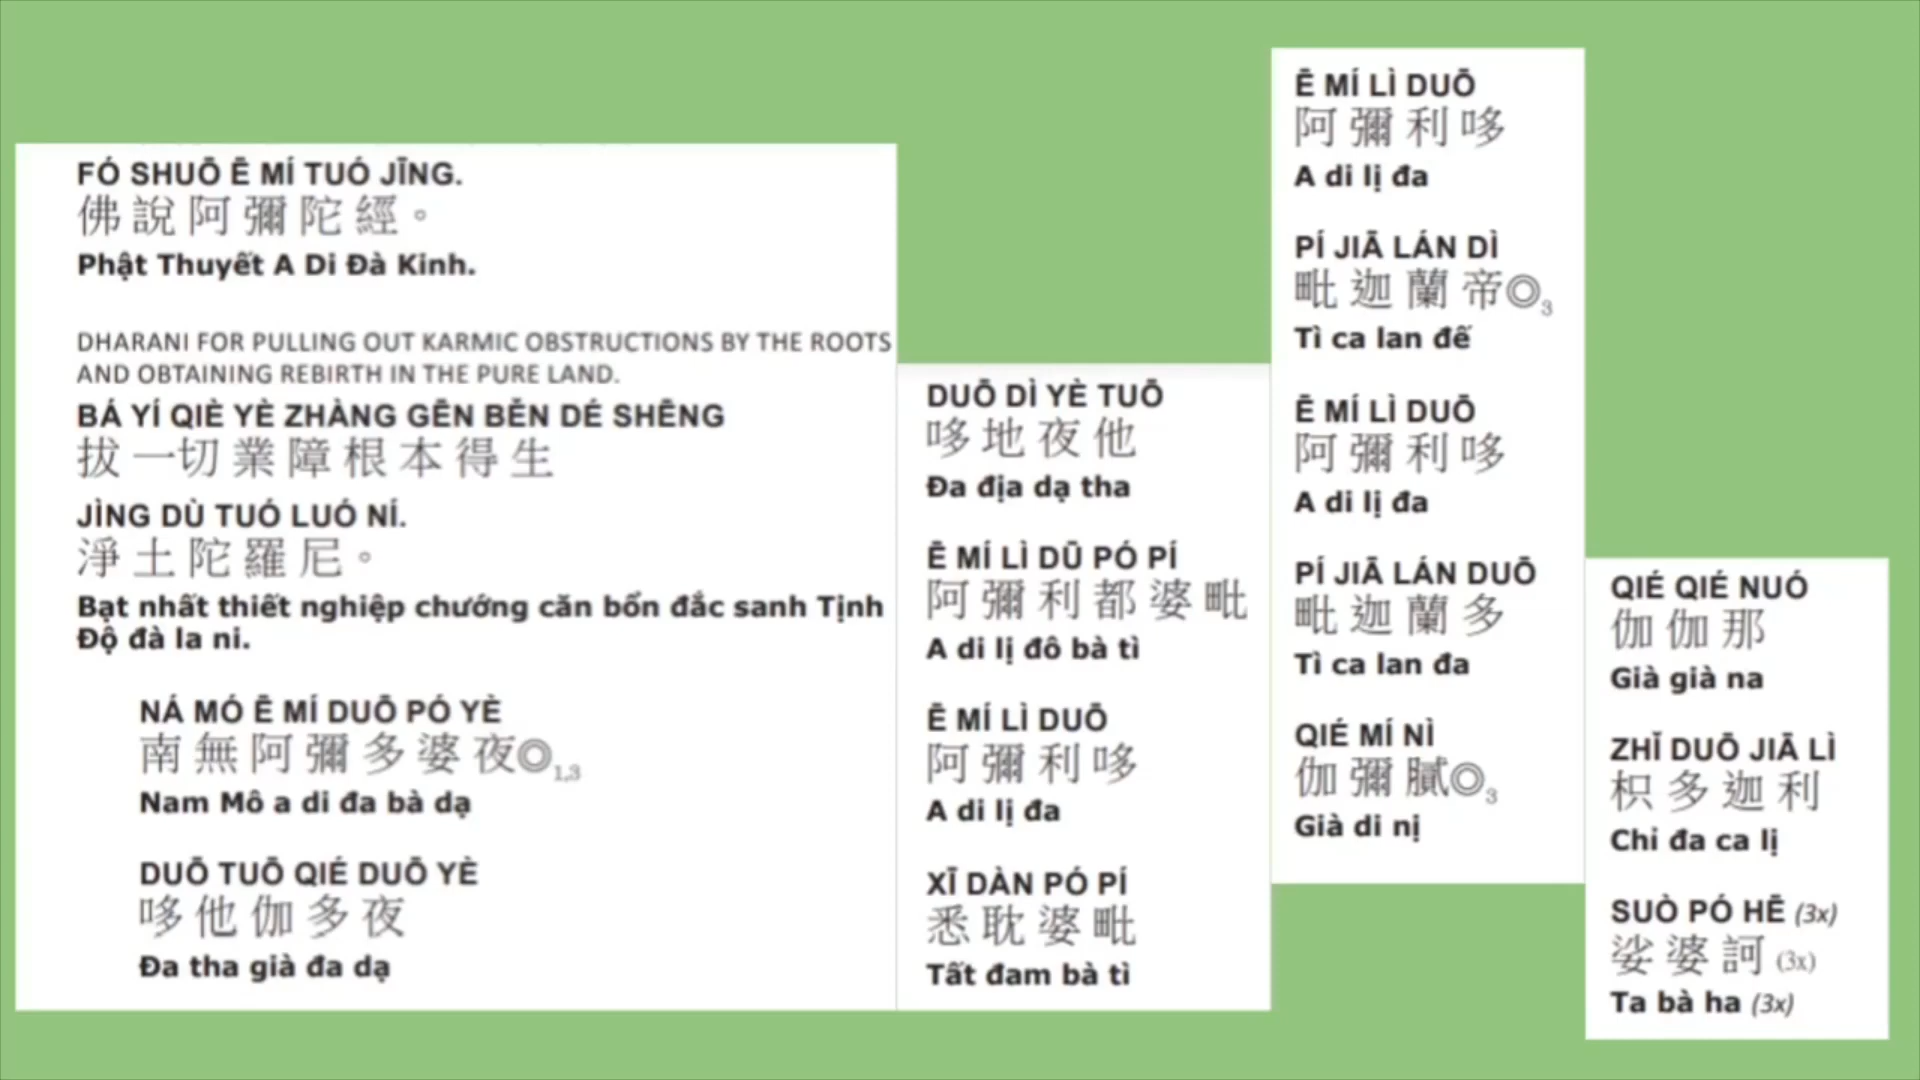 FÓ SHUŌ Ē MÍ TUÓ JĪNG.
佛說阿彌陀經。
Phật Thuyết A Di Đà Kinh.
DHARANI FOR PULLING OUT KARMIC OBSTRUCTIONS BY THE ROOTS
AND OBTAINING REBIRTH IN THE PURE LAND.
BÁ YÍ QIÈ YÈ ZHÀNG GĒN BĚN DÉ SHĒNG
拔一切業障根本得生
JÌNG DÙ TUÓ LUÓ NÍ.
淨土陀羅尼。
Bạt nhất thiết nghiệp chướng căn bổn đắc sanh Tịnh
Độ đà la ni.
NÁ MÓ Ē MÍ DUŌ PÓ YÈ
南無阿彌多婆夜◎1,3
Nam Mô a di đa bà dạ
DUŌ TUŌ QIÉ DUŌ YÈ
哆他伽多夜
Đa tha già đa dạ
DUŌ DÌ YÈ TUŌ
哆地夜他
Đa địa dạ tha
Ē MÍ LÌ DŪ PÓ PÍ
阿彌利都婆毗
A di lị đô bà tì
Ē MÍ LÌ DUŌ
阿彌利哆
A di lị đa
XĪ DÀN PÓ PÍ
悉耽婆毗
Tất đam bà tì
Ē MÍ LÌ DUŌ
阿彌利哆
A di lị đa
PÍ JIĀ LÁN DÌ
毗迦蘭帝◎3
Tì ca lan đế
Ē MÍ LÌ DUŌ
阿彌利哆
A di lị đa
PÍ JIĀ LÁN DUŌ
毗迦蘭多
Tì ca lan đa
QIÉ MÍ NÌ
伽彌膩◎3
Già di nị
QIÉ QIÉ NUÓ
伽伽那
Già già na
ZHǏ DUŌ JIĀ LÌ
枳多迦利
Chỉ đa ca lị
SUÒ PÓ HĒ (3x)
娑婆訶 (3x)
Ta bà ha (3x)